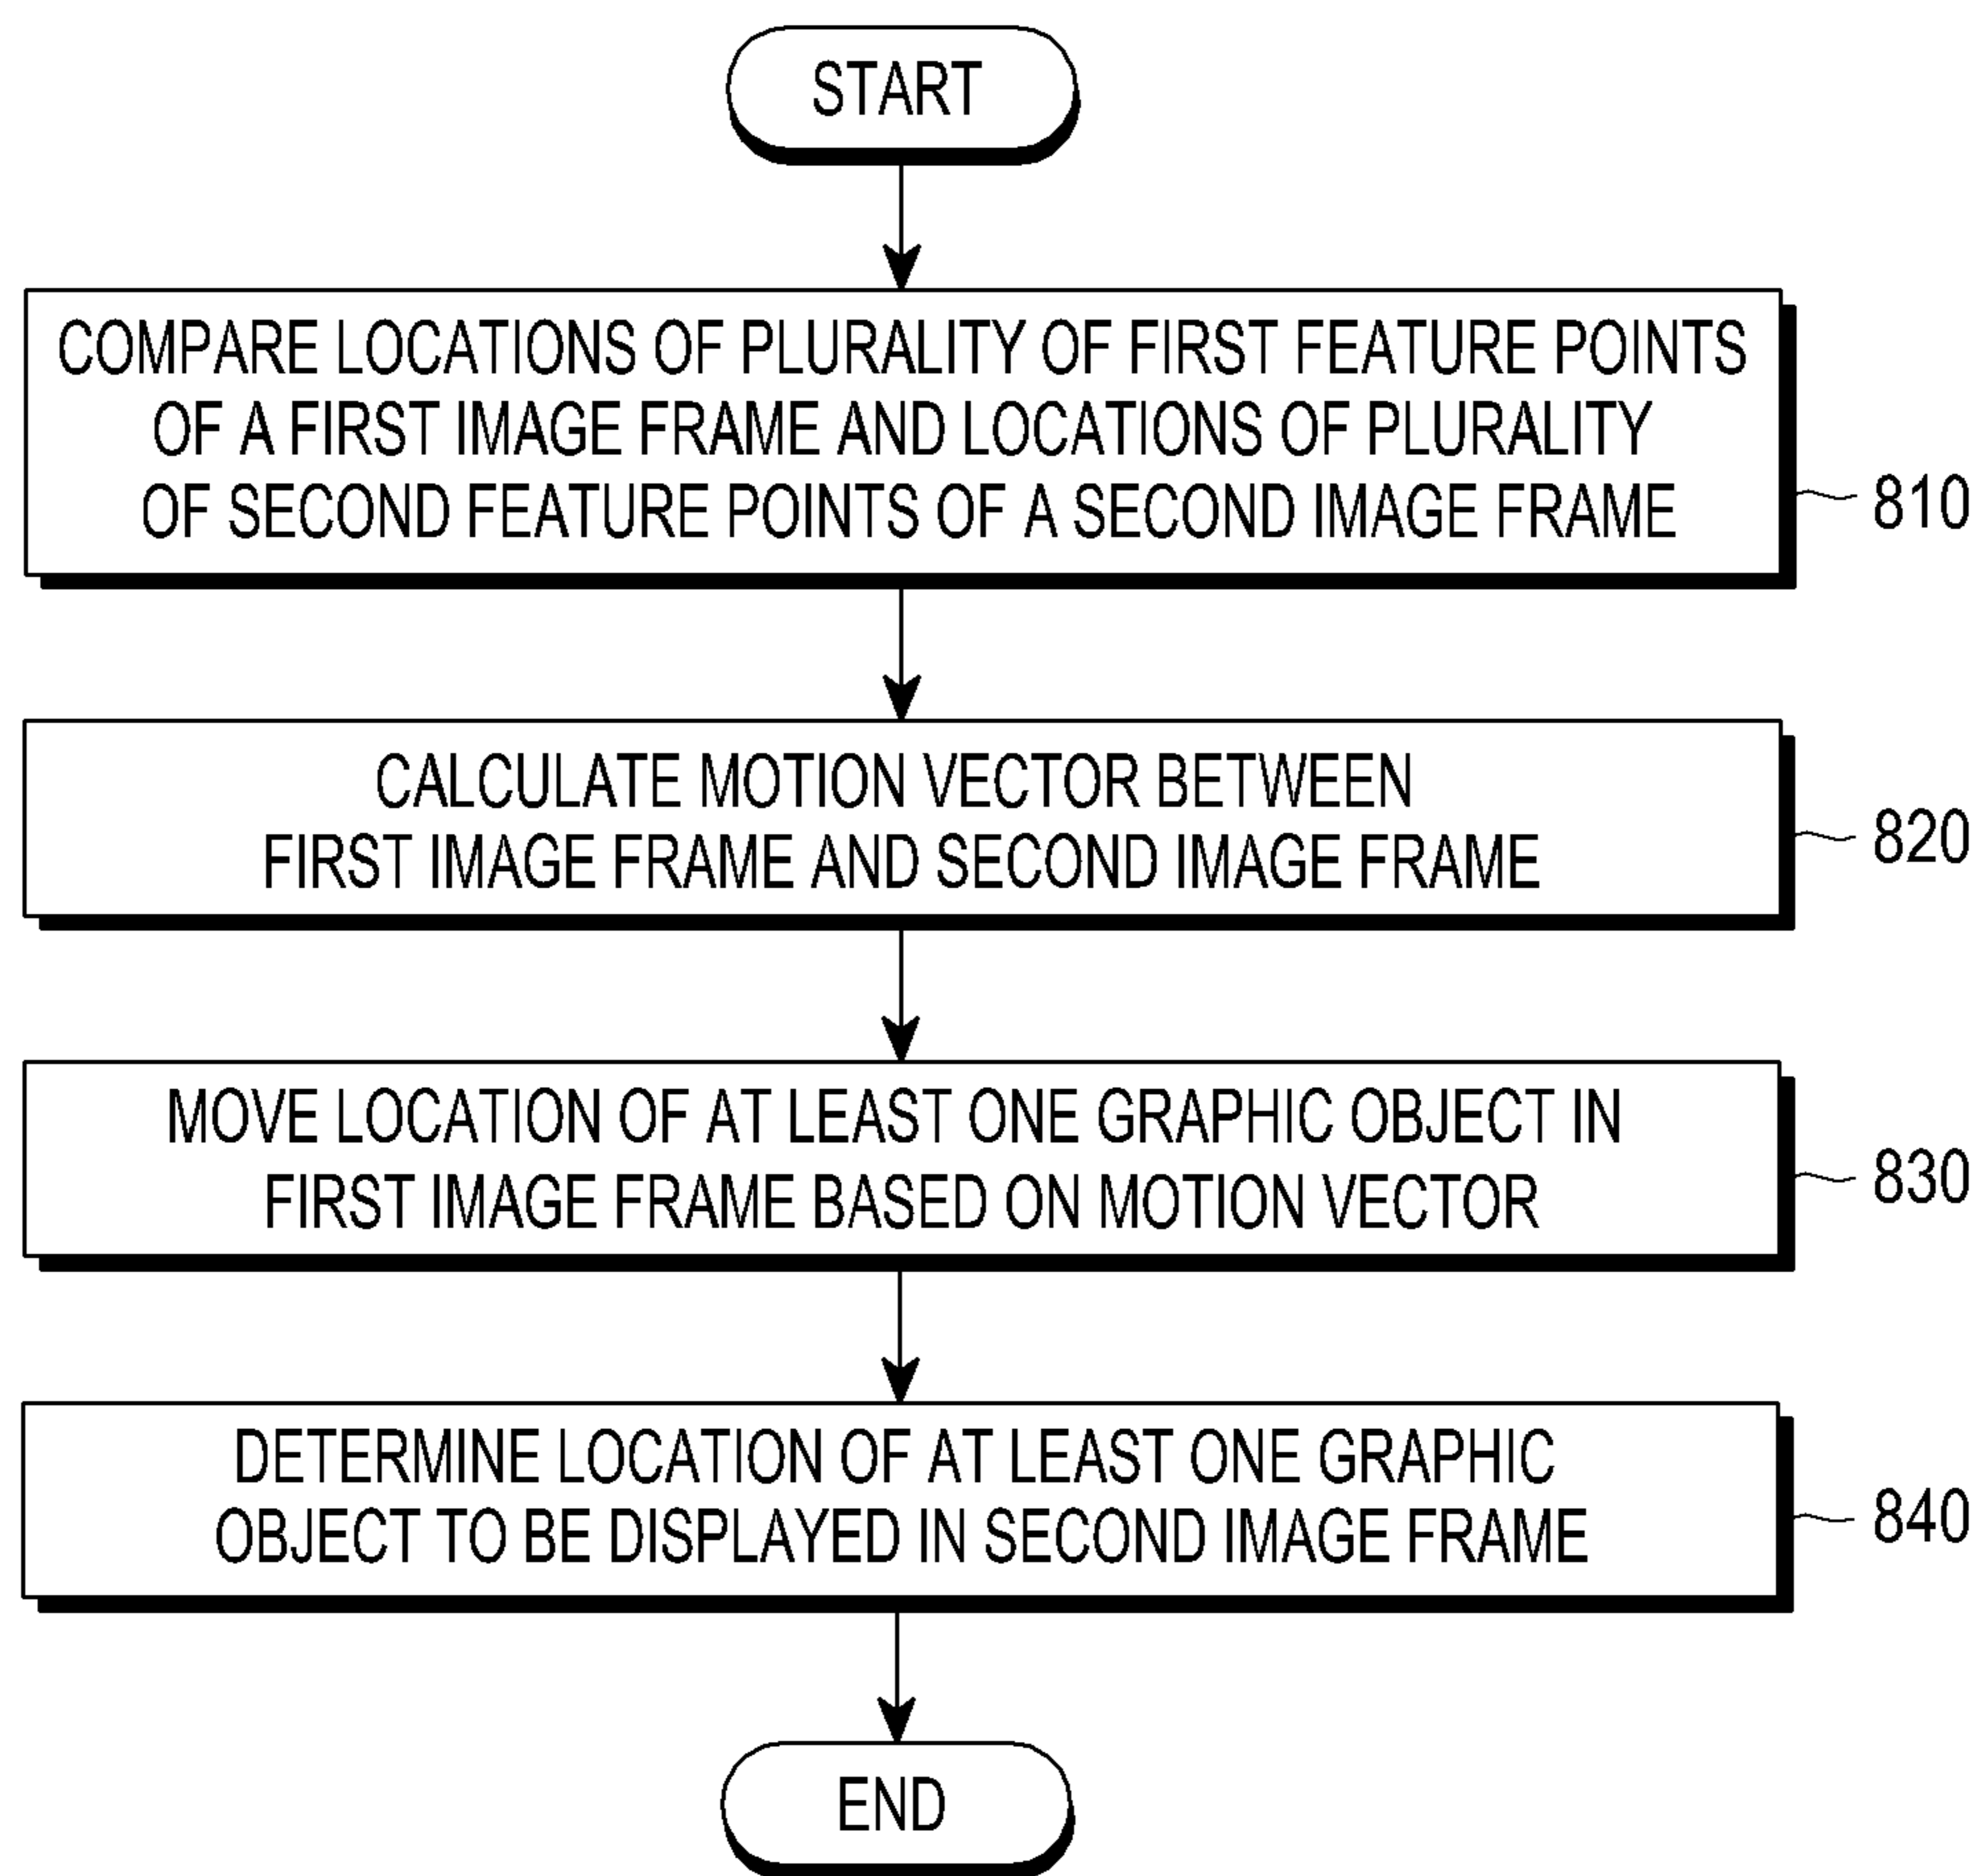 START
COMPARE LOCATIONS OF PLURALITY OF FIRST FEATURE POINTS
OF A FIRST IMAGE FRAME AND LOCATIONS OF PLURALITY
OF SECOND FEATURE POINTS OF A SECOND IMAGE FRAME
810
CALCULATE MOTION VECTOR BETWEEN
FIRST IMAGE FRAME AND SECOND IMAGE FRAME
820
MOVE LOCATION OF AT LEAST ONE GRAPHIC OBJECT IN
FIRST IMAGE FRAME BASED ON MOTION VECTOR
830
DETERMINE LOCATION OF AT LEAST ONE GRAPHIC
OBJECT TO BE DISPLAYED IN SECOND IMAGE FRAME
840
END